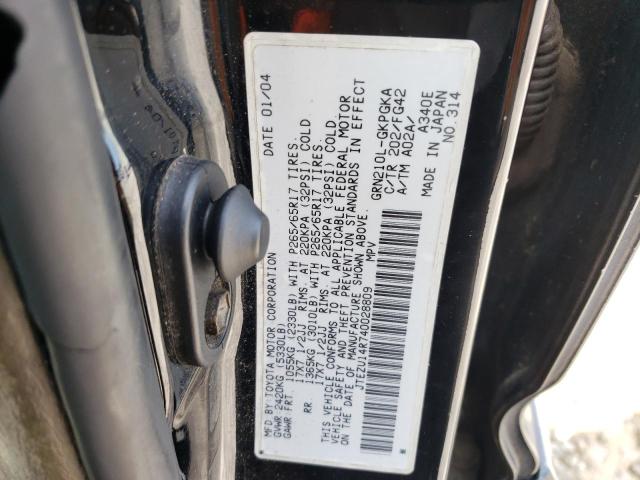 MFD BY: TOYOTA MOTOR CORPORATION DATE 01/04
GVWR 2420KG (5330LB)
GAWR FRT. 1055KG (2330LB) WITH P265/65R17 TIRES.
17X7 1/2JJ RIMS. AT 220KPA (32PSI) COLD.
RR 1365KG (3010LB) WITH P265/65R17 TIRES.
17X7 1/2JJ RIMS. AT 220KPA (32PSI) COLD
THIS VEHICLE CONFORMS TO ALL APPLICABLE FEDERAL MOTOR
VEHICLE SAFETY AND THEFT PREVENTION STANDARDS IN EFFECT
ON THE DATE OF MANUFACTURE SHOWN ABOVE.
JTEZU14R740028809 MPV
GRN210L-GKPGKA
C/TR 202/FG42
A/TM A02A/
A340E
MADE IN JAPAN
NO.314